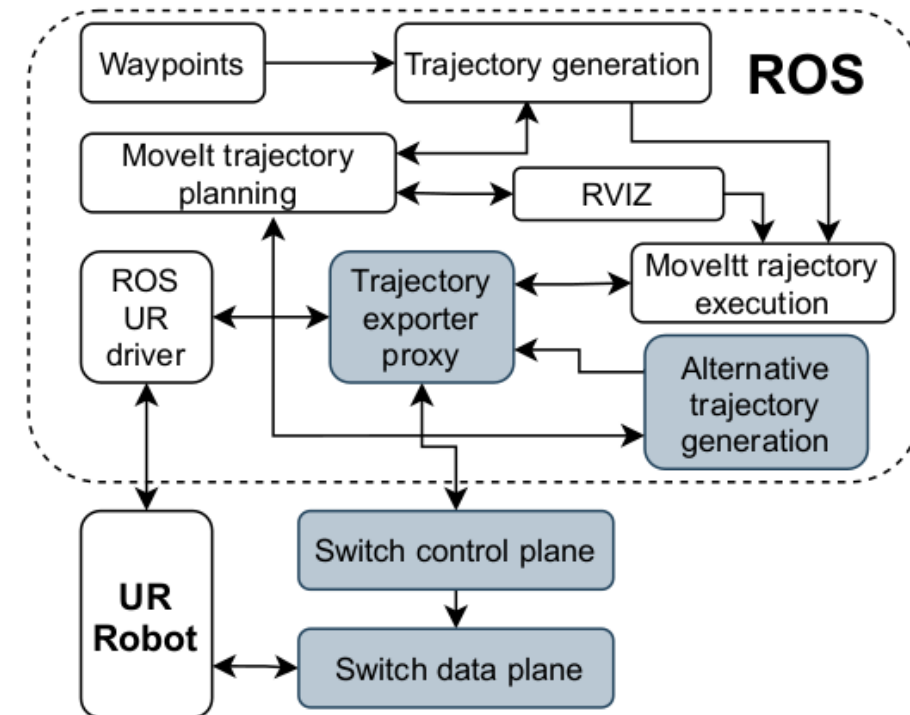 Waypoints
Trajectory generation
ROS
MoveIt trajectory
planning
RVIZ
ROS
UR
driver
Trajectory
exporter
proxy
MoveItt rajectory
execution
Alternative
trajectory
generation
Switch control plane
UR
Robot
Switch data plane